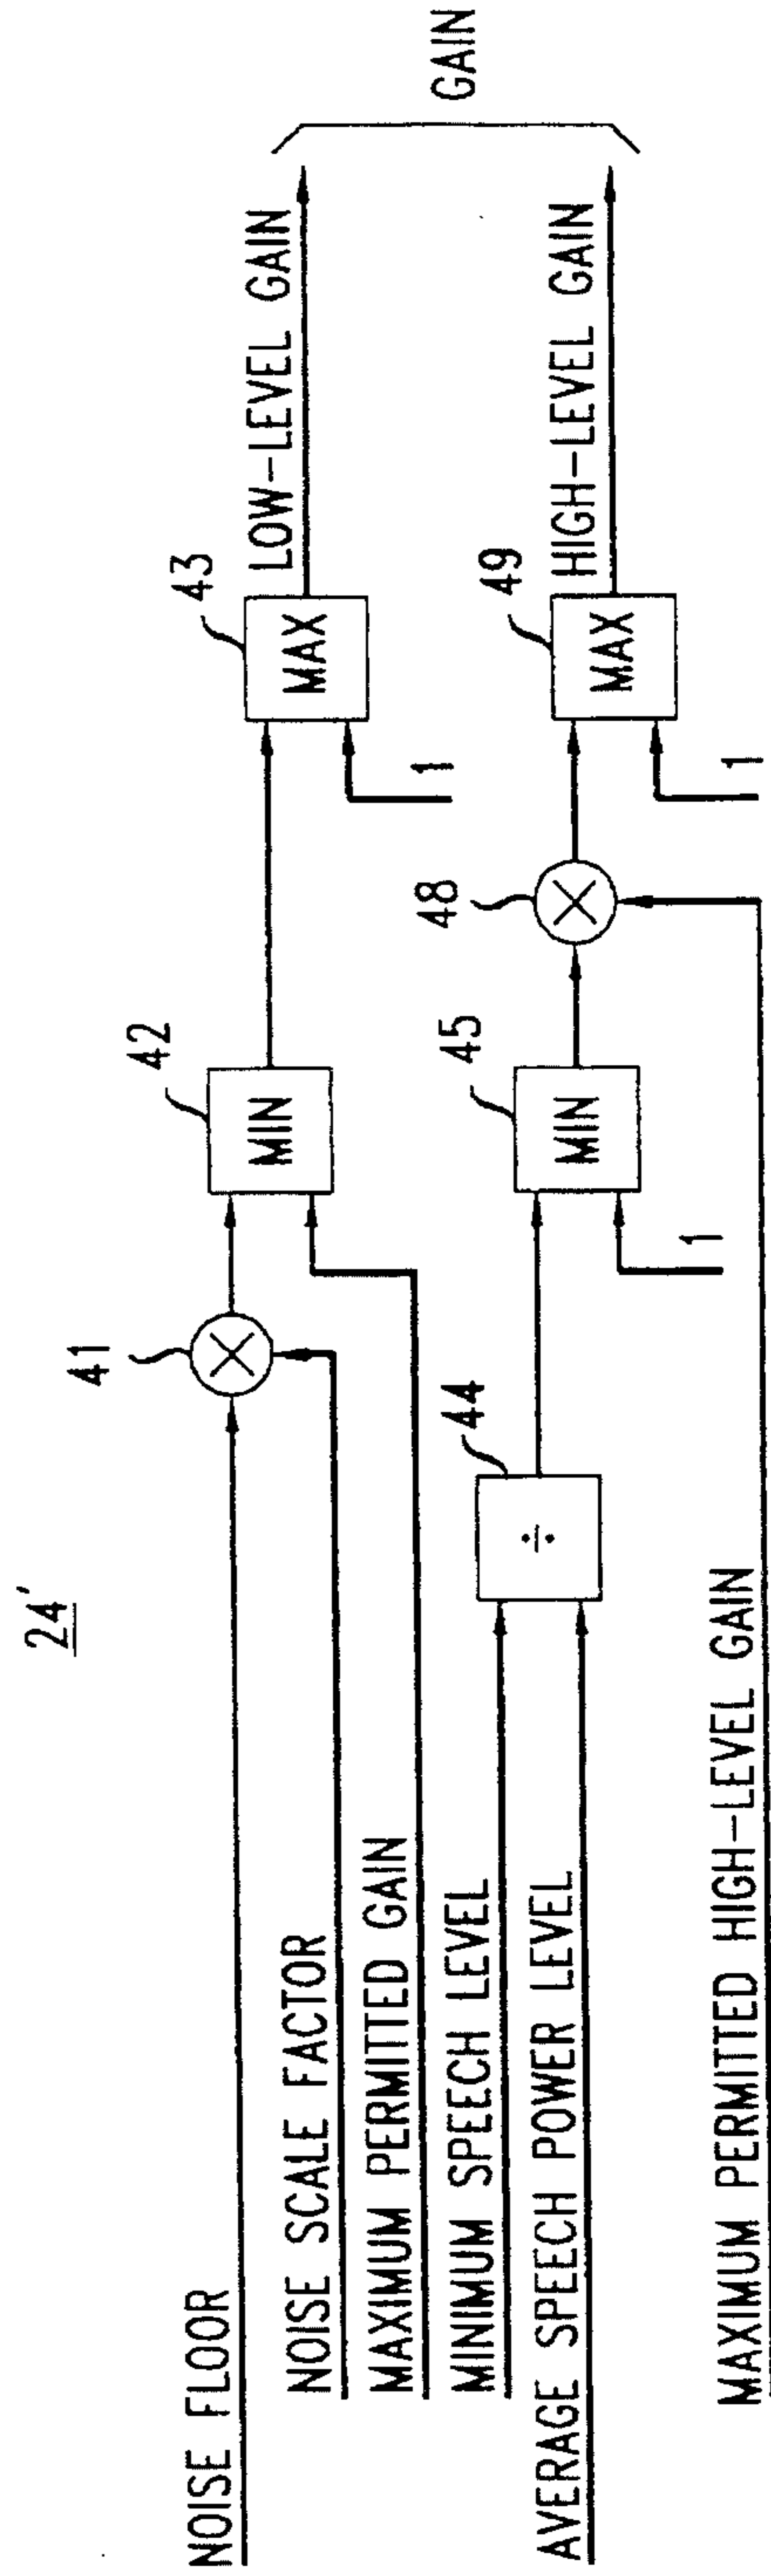 24'
NOISE FLOOR
NOISE SCALE FACTOR
MAXIMUM PERMITTED GAIN
41
42
MIN
43
MAX
1
LOW-LEVEL GAIN
MINIMUM SPEECH LEVEL
AVERAGE SPEECH POWER LEVEL
44
÷
45
MIN
1
48
49
MAX
1
HIGH-LEVEL GAIN
GAIN
MAXIMUM PERMITTED HIGH-LEVEL GAIN